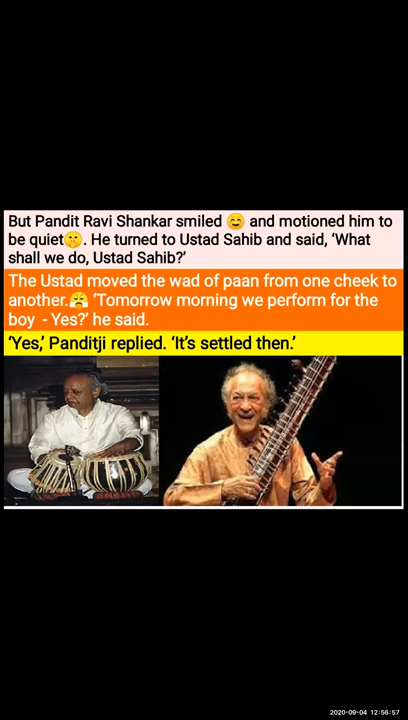 But Pandit Ravi Shankar smiled 😊 and motioned him to
be quiet🤫. He turned to Ustad Sahib and said, ‘What
shall we do, Ustad Sahib?’
The Ustad moved the wad of paan from one cheek to
another.😤 ‘Tomorrow morning we perform for the
boy - Yes?’ he said.
‘Yes,’ Panditji replied. ‘It’s settled then.’
2020-09-04 12:56:57